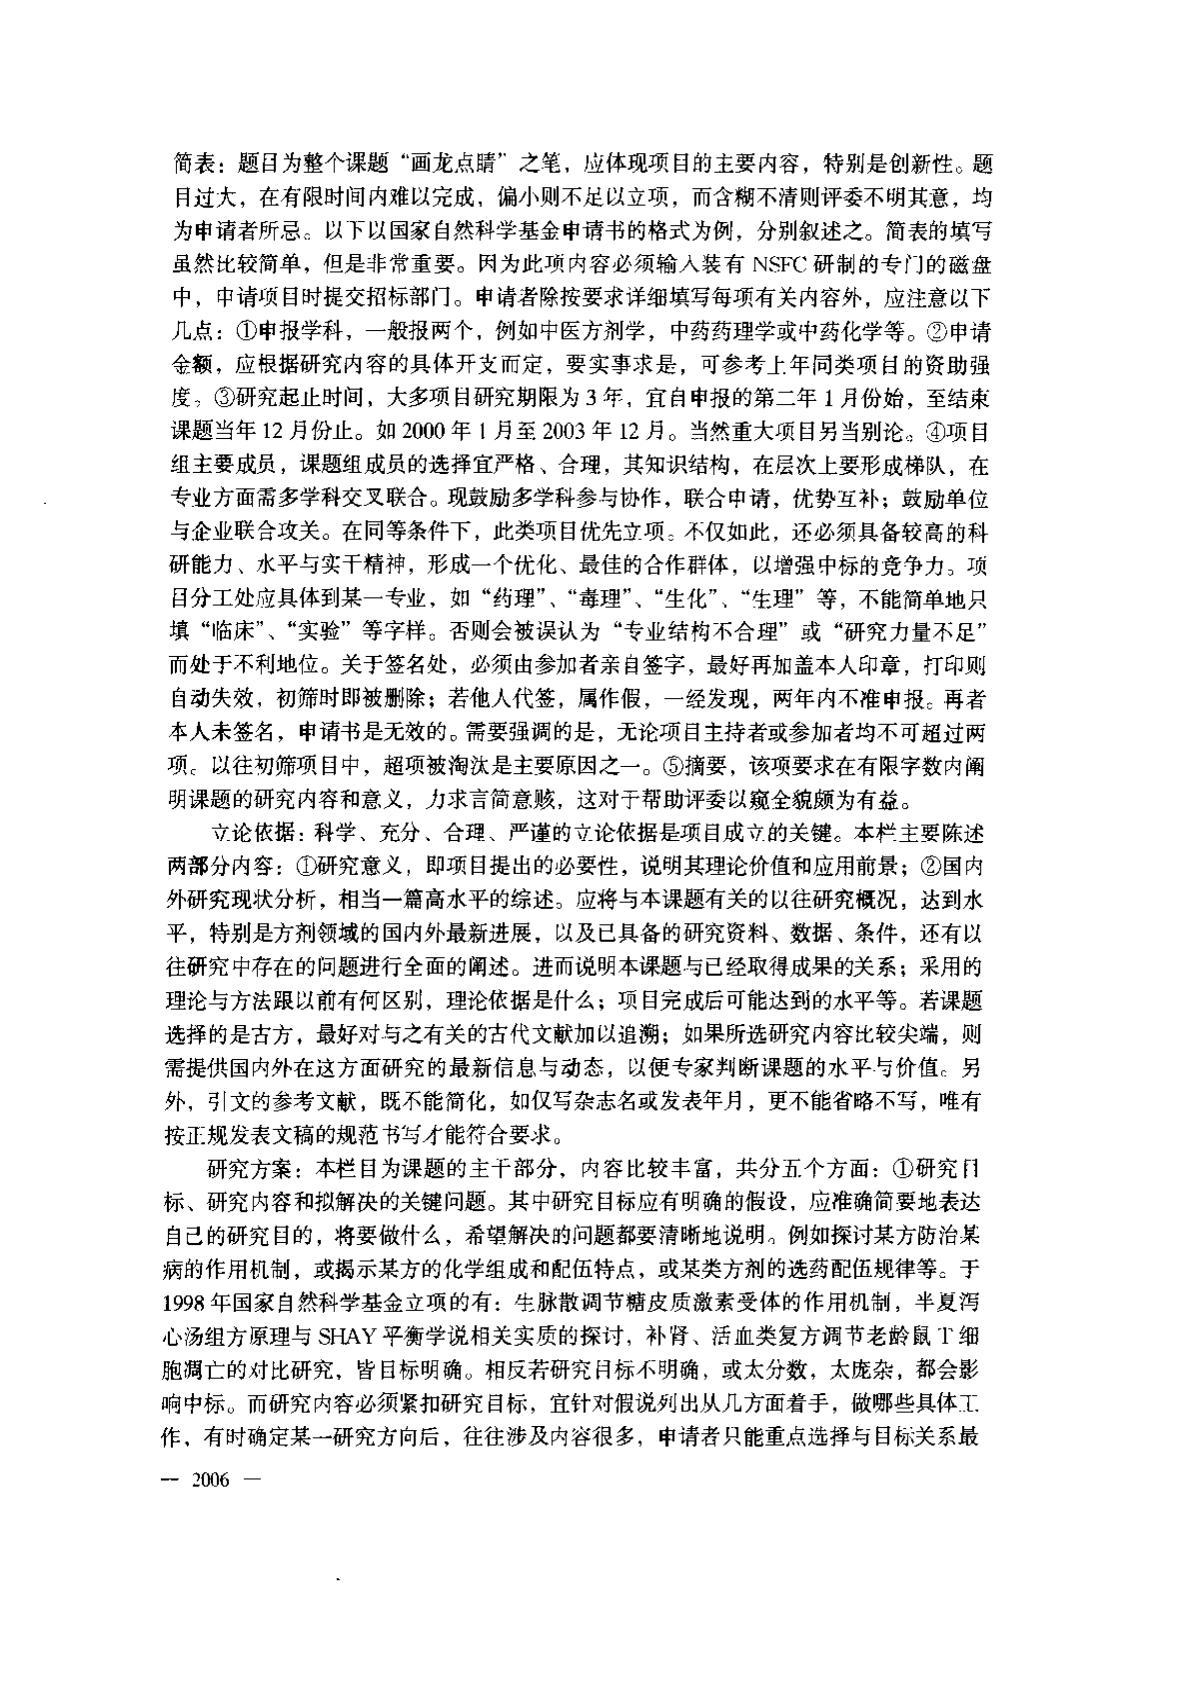 简表：题目为整个课题“画龙点睛”之笔，应体现项目的主要内容，特别是创新性。题
目过大，在有限时间内难以完成，偏小则不足以立项，而含糊不清则评委不明其意，均
为申请者所忌。以下以国家自然科学基金申请书的格式为例，分别叙述之。简表的填写
虽然比较简单，但是非常重要。因为此项内容必须输入装有 NSFC 研制的专门的磁盘
中，申请项目时提交招标部门。申请者除按要求详细填写每项有关内容外，应注意以下
几点：①申报学科，一般报两个，例如中医方剂学，中药药理学或中药化学等。②申请
金额，应根据研究内容的具体开支而定，要实事求是，可参考上年同类项目的资助强
度。③研究起止时间，大多项目研究期限为 3 年，宜自申报的第二年 1 月份始，至结束
课题当年 12 月份止。如 2000 年 1 月至 2003 年 12 月。当然重大项目另当别论。④项目
组主要成员，课题组成员的选择宜严格、合理，其知识结构，在层次上要形成梯队，在
专业方面需多学科交叉联合。现鼓励多学科参与协作，联合申请，优势互补；鼓励单位
与企业联合攻关。在同等条件下，此类项目优先立项。不仅如此，还必须具备较高的科
研能力、水平与实干精神，形成一个优化、最佳的合作群体，以增强中标的竞争力。项
目分工处应具体到某一专业，如“药理”、“毒理”、“生化”、“生理”等，不能简单地只
填“临床”、“实验”等字样。否则会被误认为“专业结构不合理”或“研究力量不足”
而处于不利地位。关于签名处，必须由参加者亲自签字，最好再加盖本人印章，打印则
自动失效，初筛时即被删除；若他人代签，属作假，一经发现，两年内不准申报。再者
本人未签名，申请书是无效的。需要强调的是，无论项目主持者或参加者均不可超过两
项。以往初筛项目中，超项被淘汰是主要原因之一。⑤摘要，该项要求在有限字数内阐
明课题的研究内容和意义，力求言简意赅，这对于帮助评委以窥全貌颇为有益。
立论依据：科学、充分、合理、严谨的立论依据是项目成立的关键。本栏主要陈述
两部分内容：①研究意义，即项目提出的必要性，说明其理论价值和应用前景；②国内
外研究现状分析，相当一篇高水平的综述。应将与本课题有关的以往研究概况，达到水
平，特别是方剂领域的国内外最新进展，以及已具备的研究资料、数据、条件，还有以
往研究中存在的问题进行全面的阐述。进而说明本课题与已经取得成果的关系；采用的
理论与方法跟以前有何区别，理论依据是什么；项目完成后可能达到的水平等。若课题
选择的是古方，最好对与之有关的古代文献加以追溯；如果所选研究内容比较尖端，则
需提供国内外在这方面研究的最新信息与动态，以便专家判断课题的水平与价值。另
外，引文的参考文献，既不能简化，如仅写杂志名或发表年月，更不能省略不写，唯有
按正规发表文稿的规范书写才能符合要求。
研究方案：本栏目为课题的主干部分，内容比较丰富，共分五个方面：①研究目
标、研究内容和拟解决的关键问题。其中研究目标应有明确的假设，应准确简要地表达
自己的研究目的，将要做什么，希望解决的问题都要清晰地说明。例如探讨某方防治某
病的作用机制，或揭示某方的化学组成和配伍特点，或某类方剂的选药配伍规律等。于
1998 年国家自然科学基金立项的有：生脉散调节糖皮质激素受体的作用机制，半夏泻
心汤组方原理与 SHAY 平衡学说相关实质的探讨，补肾、活血类复方调节老龄鼠 T 细
胞凋亡的对比研究，皆目标明确。相反若研究目标不明确，或太分散，太庞杂，都会影
响中标。而研究内容必须紧扣研究目标，宜针对假说列出从几方面着手，做哪些具体工
作，有时确定某一研究方向后，往往涉及内容很多，申请者只能重点选择与目标关系最
— 2006 —